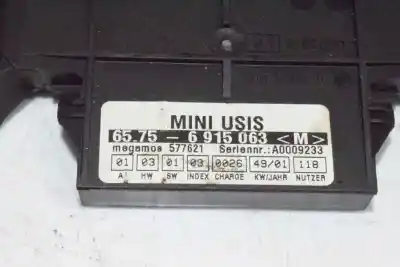 MINI USIS
65.75 - 6 915 063 <M>
megamos 577621 Seriennr.: A0009233
01 03 01 03 0026 49/01 118
AI HW SW INDEX CHARGE KW/JAHR NUTZER